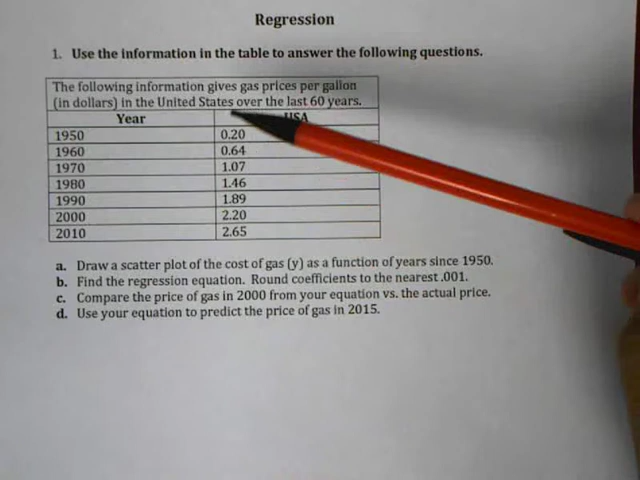 Regression
1. Use the information in the table to answer the following questions.
The following information gives gas prices per gallon
(in dollars) in the United States over the last 60 years.
Year USA
1950 0.20
1960 0.64
1970 1.07
1980 1.46
1990 1.89
2000 2.20
2010 2.65
a. Draw a scatter plot of the cost of gas (y) as a function of years since 1950.
b. Find the regression equation. Round coefficients to the nearest .001.
c. Compare the price of gas in 2000 from your equation vs. the actual price.
d. Use your equation to predict the price of gas in 2015.